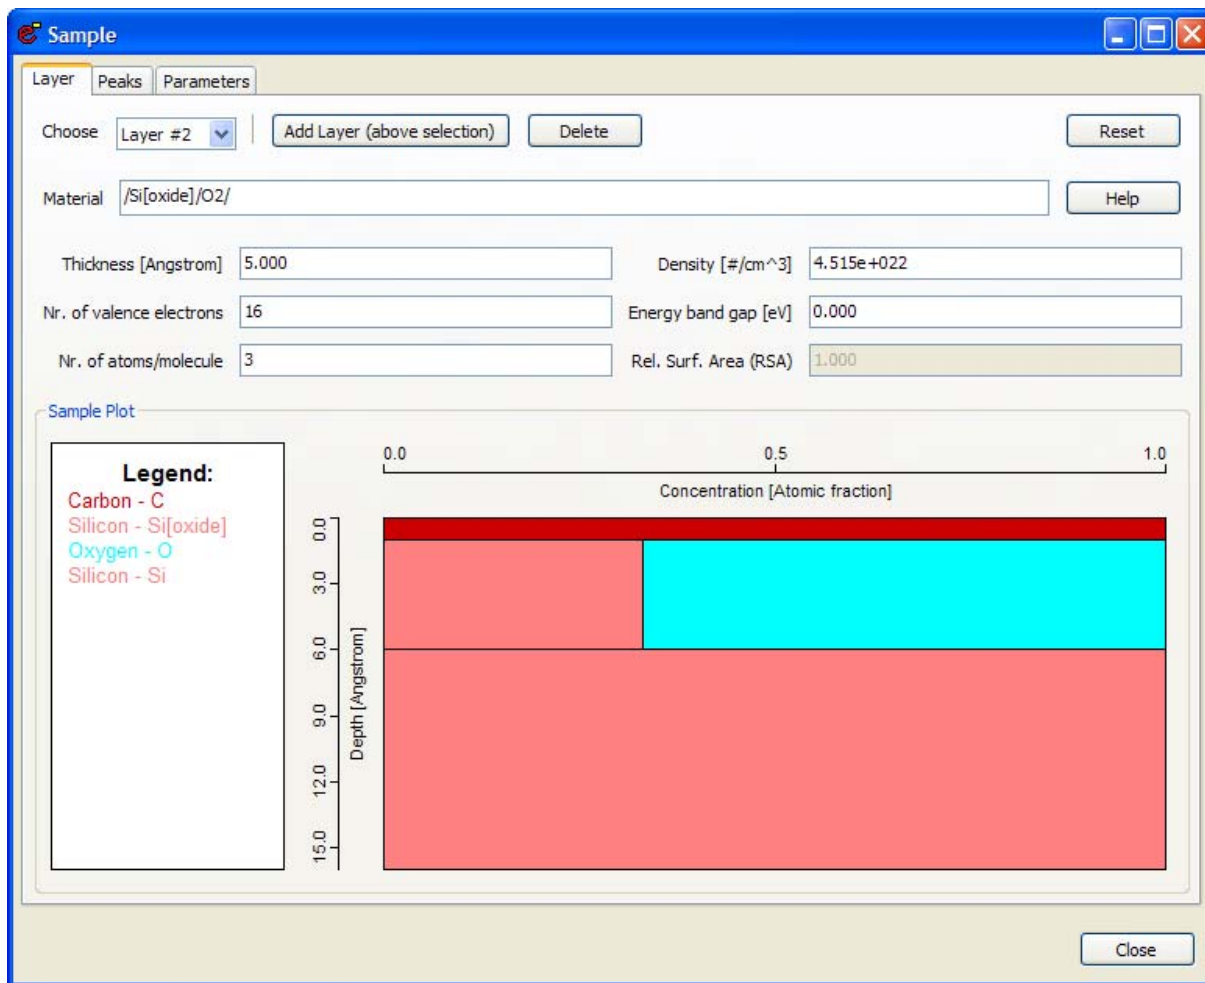 Sample
Layer Peaks Parameters
Choose Layer #2 Add Layer (above selection) Delete Reset
Material /Si[oxide]/O2/ Help
Thickness [Angstrom] 5.000 Density [#/cm^3] 4.515e+022
Nr. of valence electrons 16 Energy band gap [eV] 0.000
Nr. of atoms/molecule 3 Rel. Surf. Area (RSA) 1.000
Sample Plot
Legend:
Carbon - C
Silicon - Si[oxide]
Oxygen - O
Silicon - Si
0.0 0.5 1.0
Concentration [Atomic fraction]
0.0
3.0
6.0
9.0
12.0
15.0
Depth [Angstrom]
Close